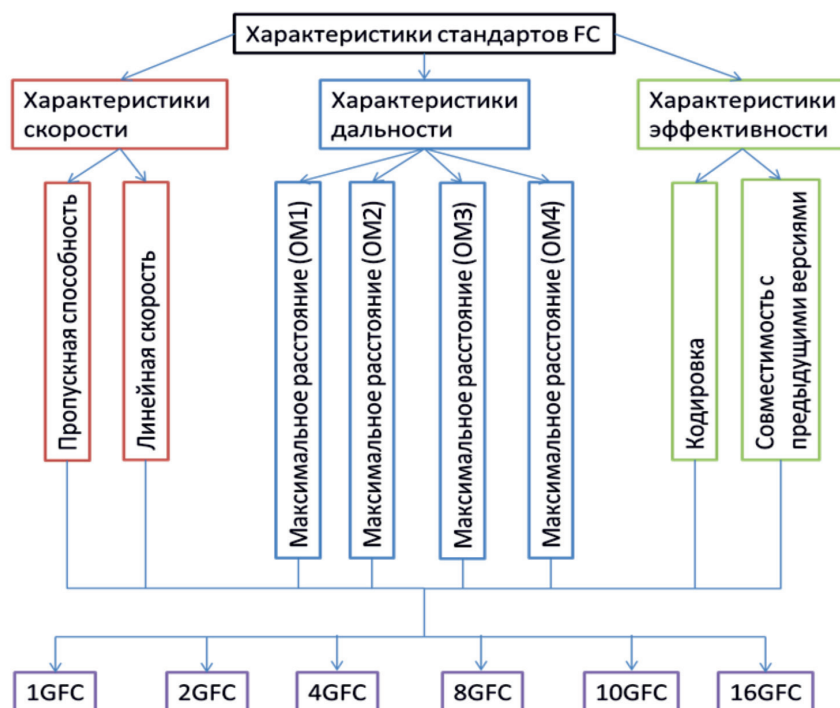 Характеристики стандартов FC
Характеристики
скорости
Характеристики
дальности
Характеристики
эффективности
Пропускная способность
Линейная скорость
Максимальное расстояние (OM1)
Максимальное расстояние (OM2)
Максимальное расстояние (OM3)
Максимальное расстояние (OM4)
Кодировка
Совместимость с
предыдущими версиями
1GFC
2GFC
4GFC
8GFC
10GFC
16GFC